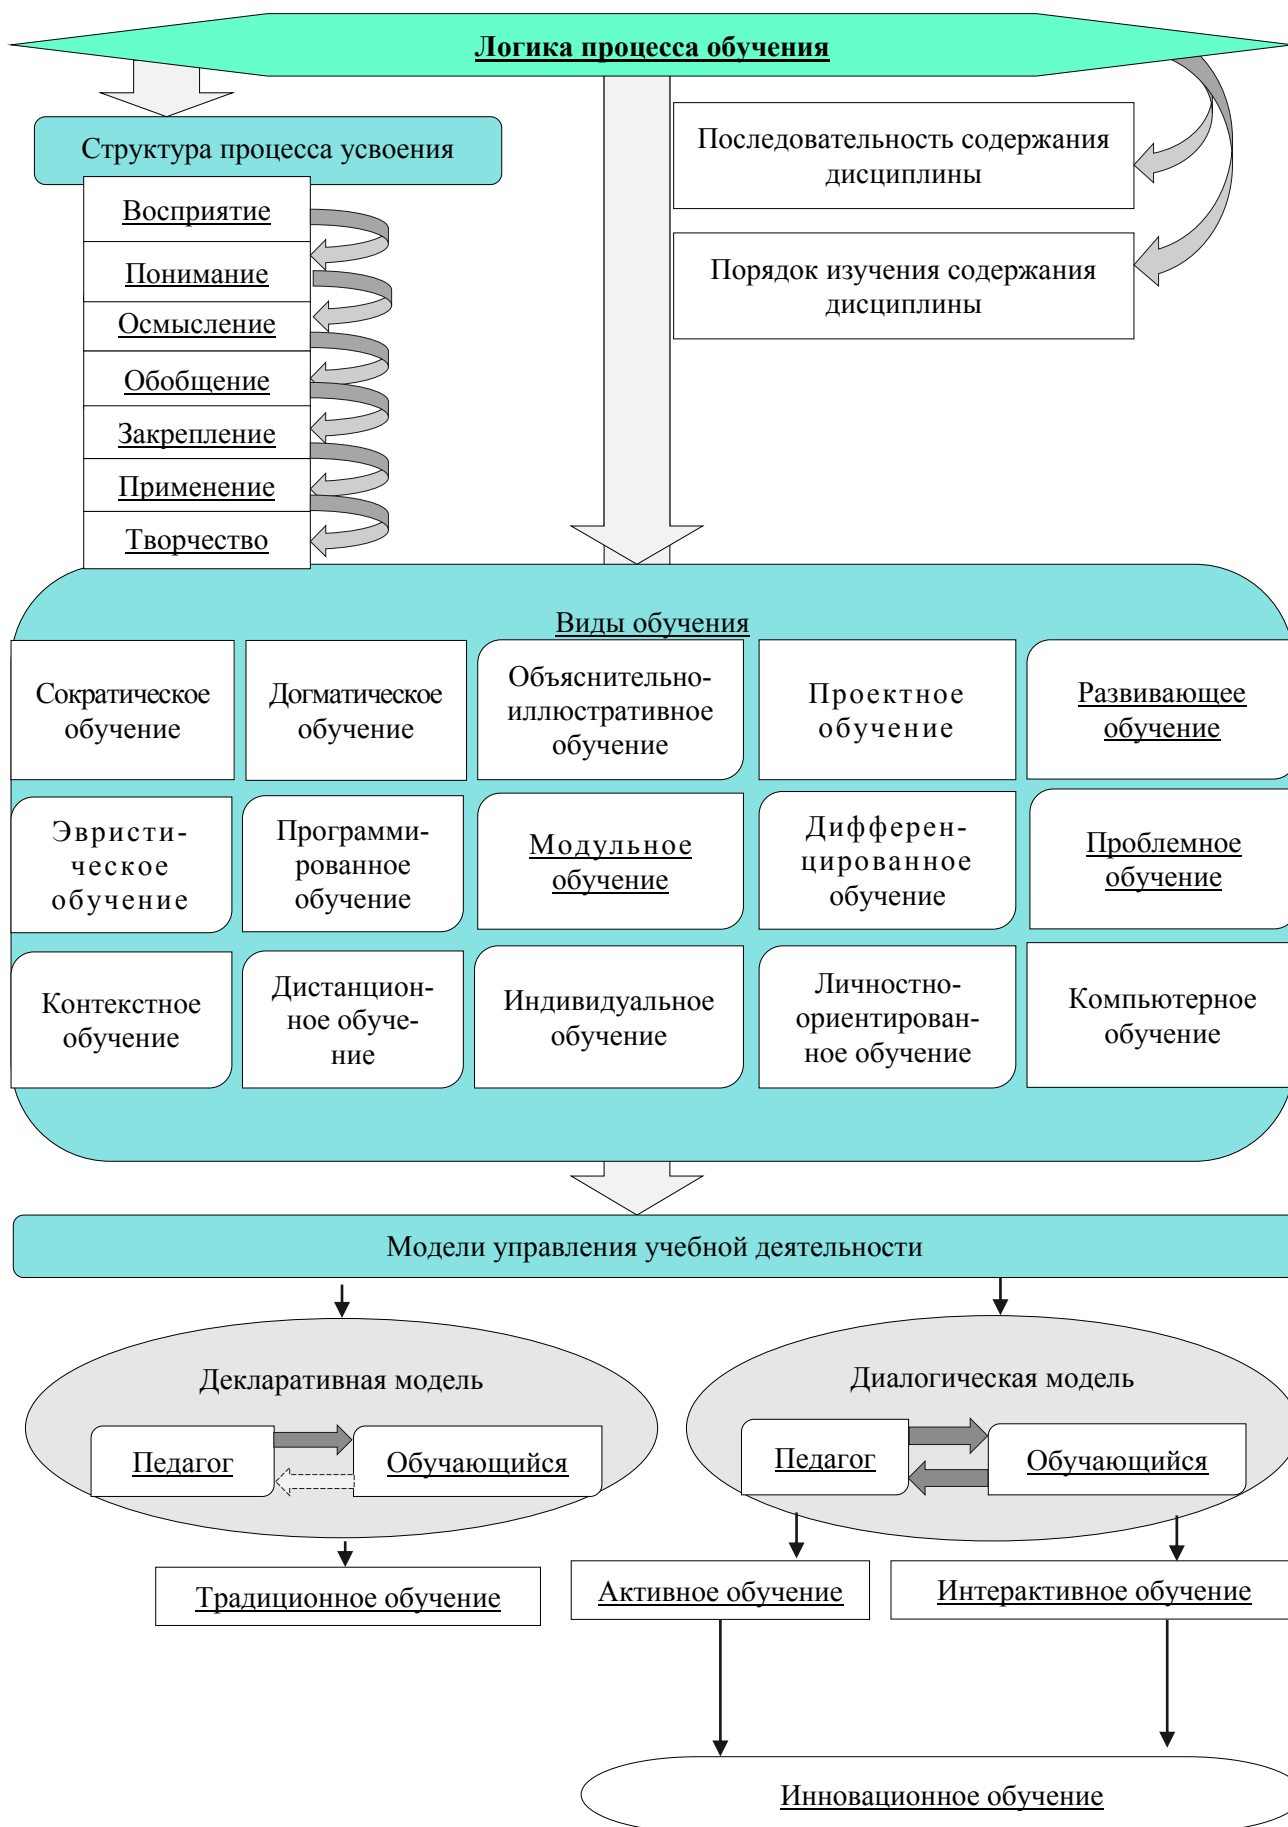 Логика процесса обучения
Структура процесса усвоения
Восприятие
Понимание
Осмысление
Обобщение
Закрепление
Применение
Творчество
Последовательность содержания
дисциплины
Порядок изучения содержания
дисциплины
Виды обучения
Сократическое
обучение
Догматическое
обучение
Объяснительно-
иллюстративное
обучение
Проектное
обучение
Развивающее
обучение
Эвристи-
ческое
обучение
Программи-
рованное
обучение
Модульное
обучение
Дифферен-
цированное
обучение
Проблемное
обучение
Контекстное
обучение
Дистанцион-
ное обуче-
ние
Индивидуальное
обучение
Личностно-
ориентирован-
ное обучение
Компьютерное
обучение
Модели управления учебной деятельности
Декларативная модель
Педагог
Обучающийся
Диалогическая модель
Педагог
Обучающийся
Традиционное обучение
Активное обучение
Интерактивное обучение
Инновационное обучение